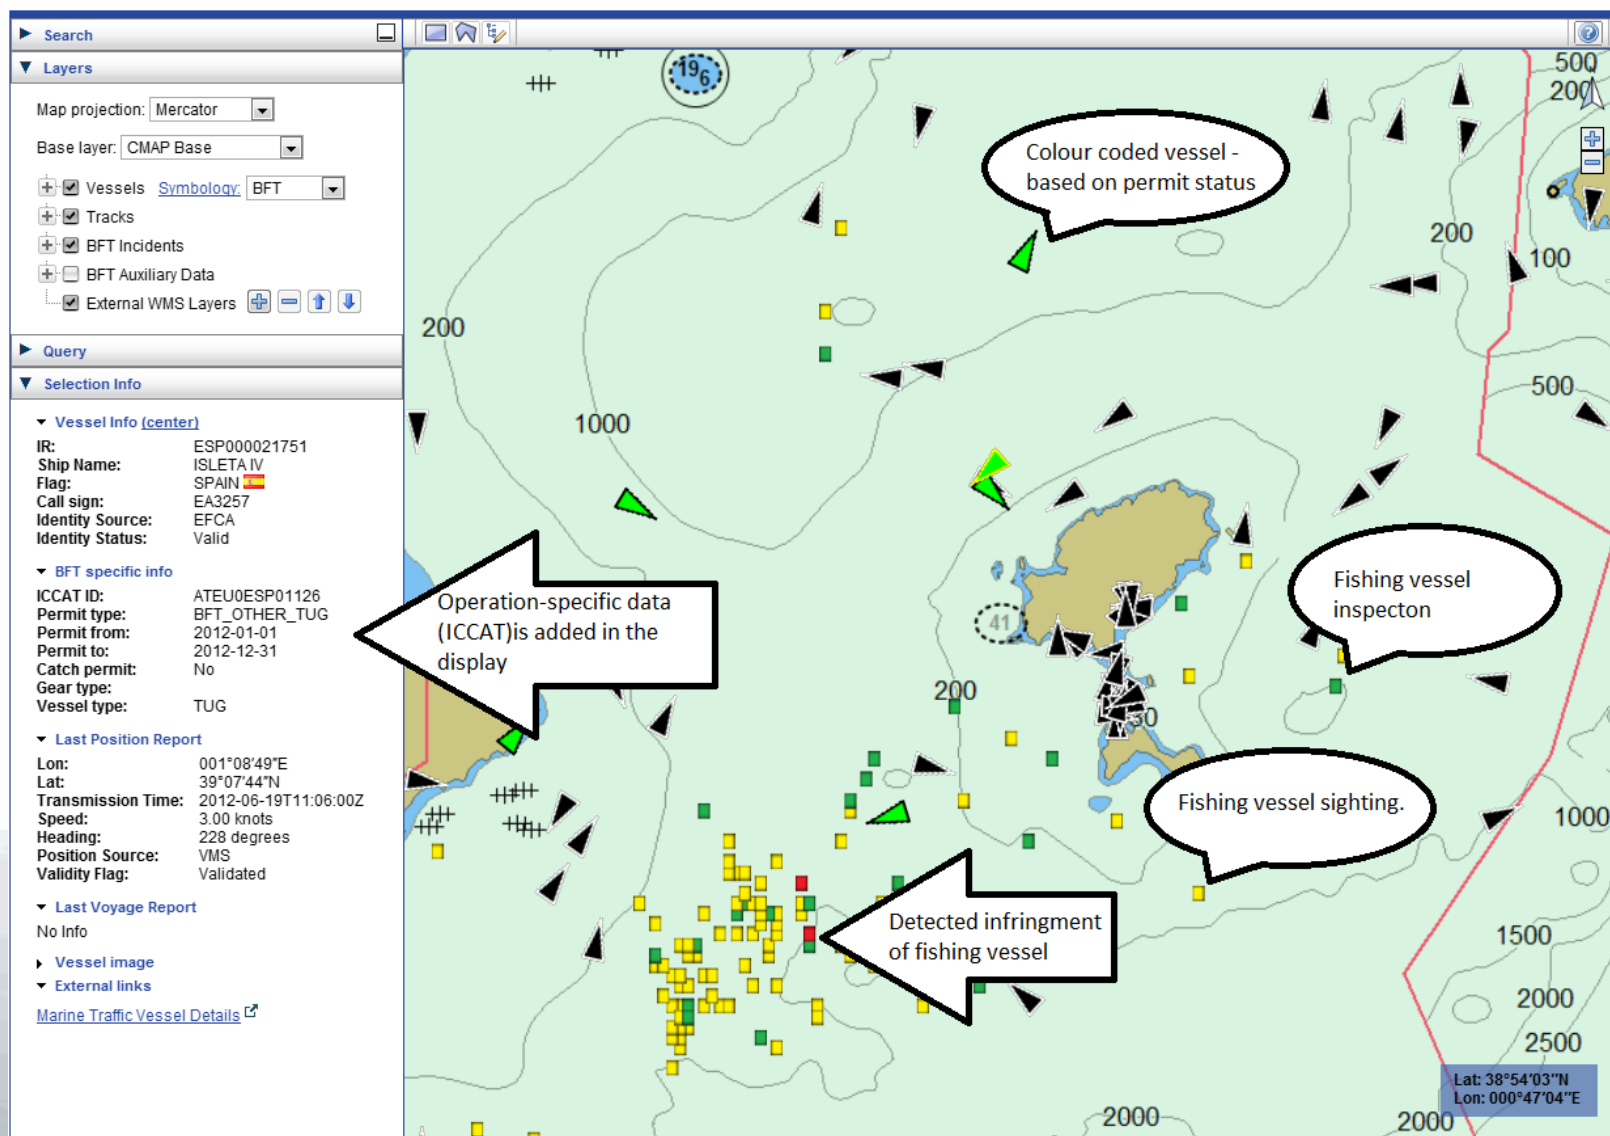 Search
Layers
Map projection: Mercator
Base layer: CMAP Base
Vessels Symbology: BFT
Tracks
BFT Incidents
BFT Auxiliary Data
External WMS Layers
Query
Selection Info
Vessel Info (center)
IR: ESP000021751
Ship Name: ISLETA IV
Flag: SPAIN
Call sign: EA3257
Identity Source: EFCA
Identity Status: Valid
BFT specific info
ICCAT ID: ATEU0ESP01126
Permit type: BFT_OTHER_TUG
Permit from: 2012-01-01
Permit to: 2012-12-31
Catch permit: No
Gear type:
Vessel type: TUG
Last Position Report
Lon: 001°08'49"E
Lat: 39°07'44"N
Transmission Time: 2012-06-19T11:06:00Z
Speed: 3.00 knots
Heading: 228 degrees
Position Source: VMS
Validity Flag: Validated
Last Voyage Report
No Info
Vessel image
External links
Marine Traffic Vessel Details
196
500
200
Colour coded vessel -
based on permit status
200
100
200
500
1000
Operation-specific data
(ICCAT)is added in the
display
Fishing vessel
inspecton
41
200
30
Fishing vessel sighting.
1000
Detected infringment
of fishing vessel
1500
2000
2500
2000
2000
Lat: 38°54'03"N
Lon: 000°47'04"E